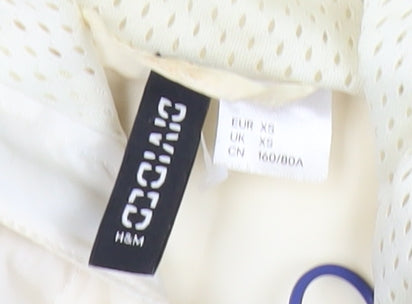 DIVIDED
H&M
EUR XS
UK XS
CN 160/80A